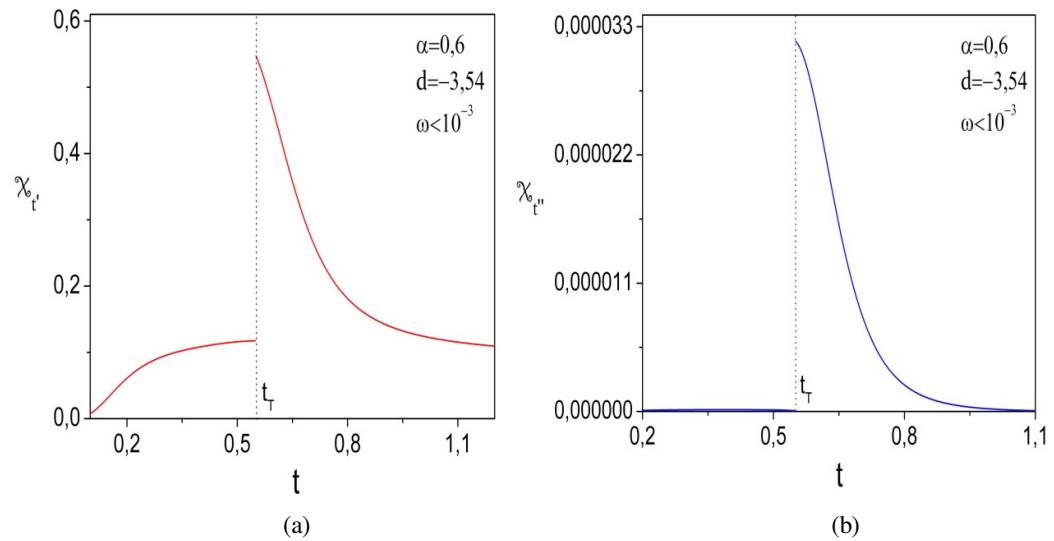 0,6
0,4
0,2
0,0
χt'
α=0,6
d=−3,54
ω<10⁻³
tT
0,2
0,5
0,8
1,1
t
(a)
0,000033
0,000022
0,000011
0,000000
χt''
α=0,6
d=−3,54
ω<10⁻³
tT
0,2
0,5
0,8
1,1
t
(b)